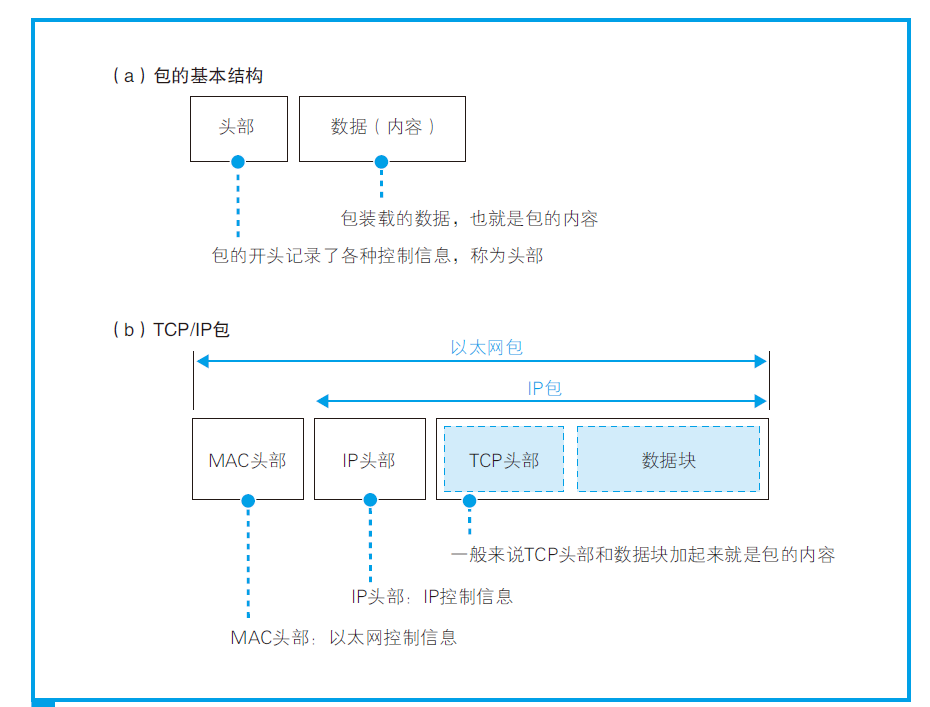 （a）包的基本结构
头部
数据（内容）
包装载的数据，也就是包的内容
包的开头记录了各种控制信息，称为头部
（b）TCP/IP包
以太网包
IP包
MAC头部
IP头部
TCP头部
数据块
一般来说TCP头部和数据块加起来就是包的内容
IP头部：IP控制信息
MAC头部：以太网控制信息